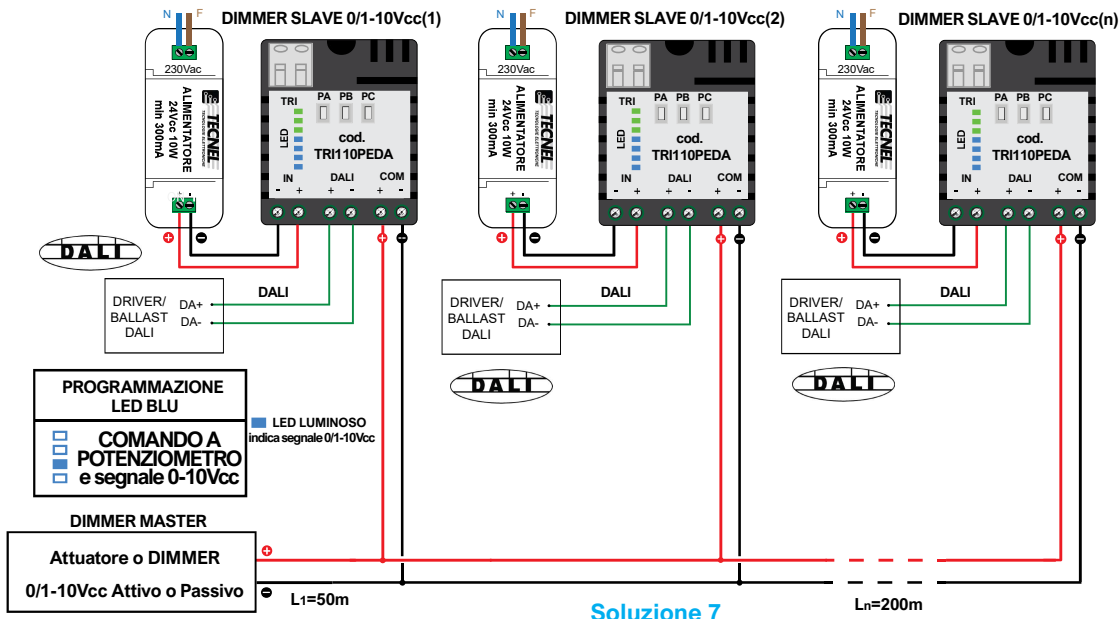 N F
DIMMER SLAVE 0/1-10Vcc(1)
230Vac
ALIMENTATORE
24Vcc 10W
min 300mA
TECNEL
TECNOLOGIE ELETTRONICHE
TRI PA PB PC
LED
cod.
TRI110PEDA
IN DALI COM
- + + - + -
+ -
DALI
DRIVER/
BALLAST
DALI
DA+
DA-
DALI
N F
DIMMER SLAVE 0/1-10Vcc(2)
230Vac
ALIMENTATORE
24Vcc 10W
min 300mA
TECNEL
TECNOLOGIE ELETTRONICHE
TRI PA PB PC
LED
cod.
TRI110PEDA
IN DALI COM
- + + - + -
+ -
DRIVER/
BALLAST
DALI
DA+
DA-
DALI
DALI
N F
DIMMER SLAVE 0/1-10Vcc(n)
230Vac
ALIMENTATORE
24Vcc 10W
min 300mA
TECNEL
TECNOLOGIE ELETTRONICHE
TRI PA PB PC
LED
cod.
TRI110PEDA
IN DALI COM
- + + - + -
+ -
DRIVER/
BALLAST
DALI
DA+
DA-
DALI
DALI
PROGRAMMAZIONE
LED BLU
COMANDO A
POTENZIOMETRO
e segnale 0-10Vcc
LED LUMINOSO
indica segnale 0/1-10Vcc
DIMMER MASTER
Attuatore o DIMMER
0/1-10Vcc Attivo o Passivo
+
-
L1=50m
Ln=200m
Soluzione 7